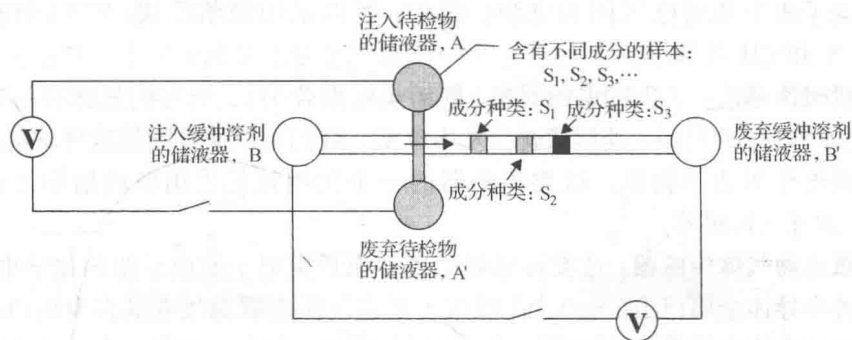 注入待检物
的储液器，A
含有不同成分的样本：
S₁, S₂, S₃, …
成分种类：S₁
成分种类：S₃
V
注入缓冲溶剂
的储液器，B
废弃缓冲溶剂
的储液器，B'
成分种类：S₂
废弃待检物
的储液器，A'
V